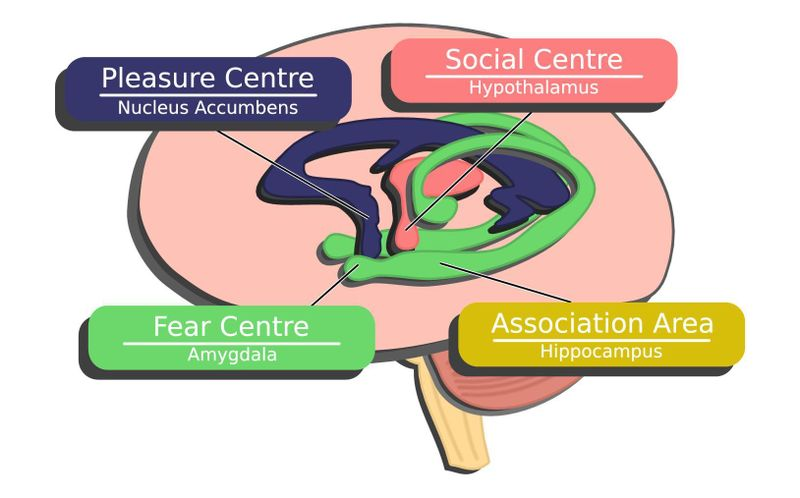 Pleasure Centre
Nucleus Accumbens
Social Centre
Hypothalamus
Fear Centre
Amygdala
Association Area
Hippocampus